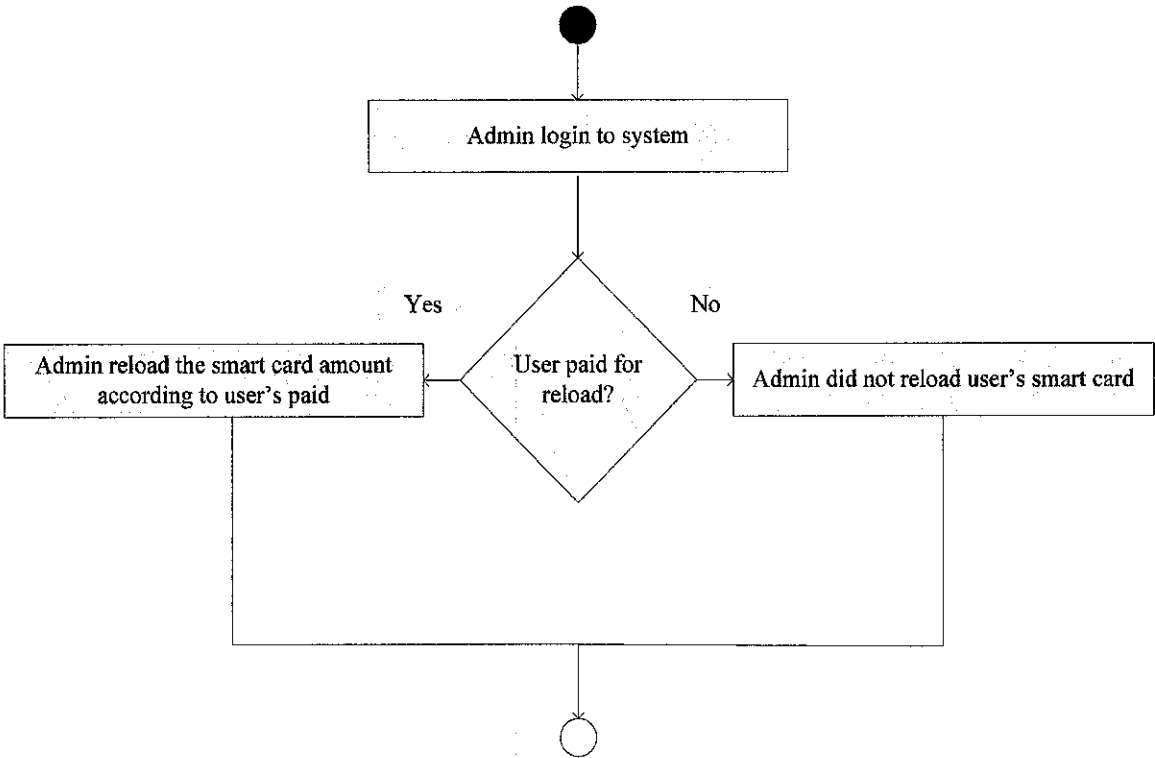 Admin login to system
Yes
No
Admin reload the smart card amount
according to user's paid
User paid for
reload?
Admin did not reload user's smart card